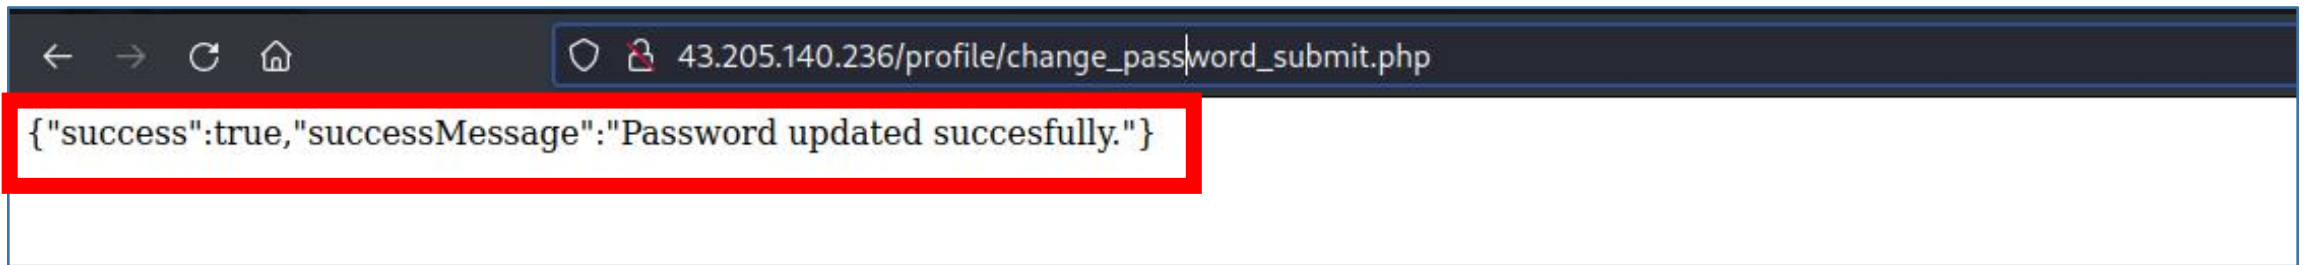 43.205.140.236/profile/change_password_submit.php
{"success":true,"successMessage":"Password updated succesfully."}